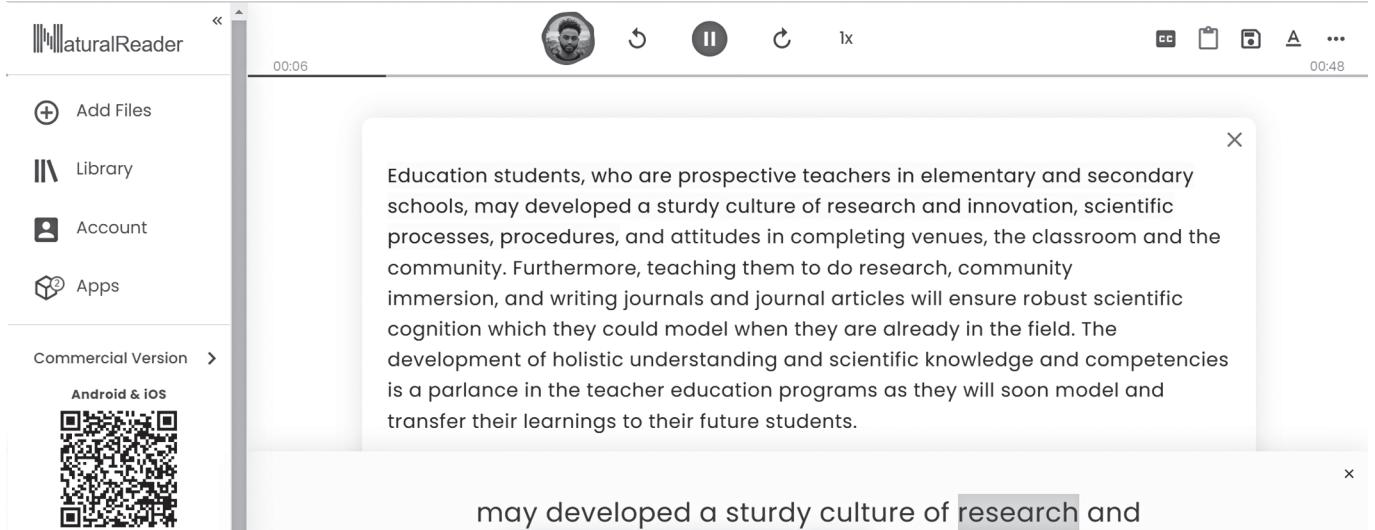 NaturalReader
«
Add Files
Library
Account
2
Apps
Commercial Version
Android & iOS
1x
CC
A
00:06
00:48
Education students, who are prospective teachers in elementary and secondary
schools, may developed a sturdy culture of research and innovation, scientific
processes, procedures, and attitudes in completing venues, the classroom and the
community. Furthermore, teaching them to do research, community
immersion, and writing journals and journal articles will ensure robust scientific
cognition which they could model when they are already in the field. The
development of holistic understanding and scientific knowledge and competencies
is a parlance in the teacher education programs as they will soon model and
transfer their learnings to their future students.
may developed a sturdy culture of research and